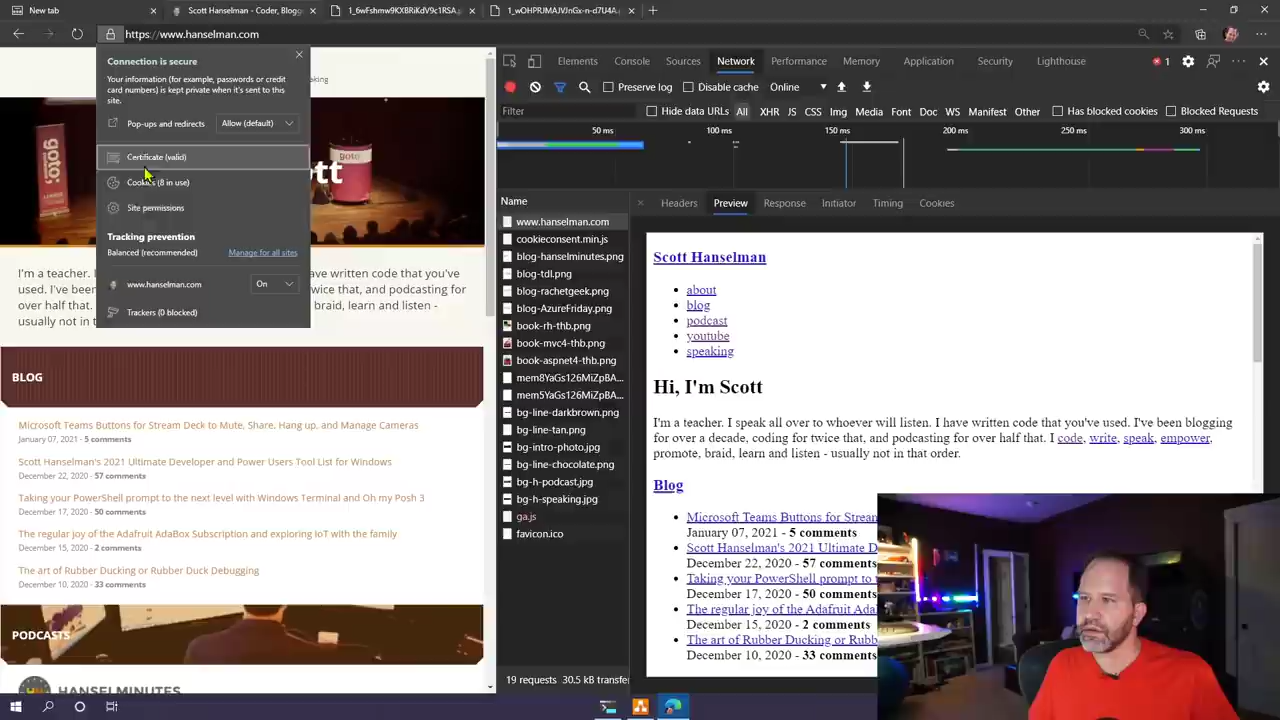 New tab
Scott Hanselman - Coder, Blogg
1_6wFshmw9KXBRiKdV9c1RSA
1_wOHPRJMAJVJnGx-n-d7U4A
https://www.hanselman.com
Connection is secure
Your information (for example, passwords or credit
card numbers) is kept private when it's sent to this
site.
Pop-ups and redirects
Allow (default)
Certificate (valid)
Cookies (8 in use)
Site permissions
Tracking prevention
Balanced (recommended)
Manage for all sites
www.hanselman.com
On
Trackers (0 blocked)
aking
goto;
goto
tt
I'm a teacher. I
ave written code that you've
used. I've been
twice that, and podcasting for
over half that. I
braid, learn and listen -
usually not in th
BLOG
Microsoft Teams Buttons for Stream Deck to Mute, Share, Hang up, and Manage Cameras
January 07, 2021 - 5 comments
Scott Hanselman's 2021 Ultimate Developer and Power Users Tool List for Windows
December 22, 2020 - 57 comments
Taking your PowerShell prompt to the next level with Windows Terminal and Oh my Posh 3
December 17, 2020 - 50 comments
The regular joy of the Adafruit AdaBox Subscription and exploring IoT with the family
December 15, 2020 - 2 comments
The art of Rubber Ducking or Rubber Duck Debugging
December 10, 2020 - 33 comments
PODCASTS
HANSELMINUTES
Elements
Console
Sources
Network
Performance
Memory
Application
Security
Lighthouse
1
Preserve log
Disable cache
Online
Filter
Hide data URLs
All
XHR
JS
CSS
Img
Media
Font
Doc
WS
Manifest
Other
Has blocked cookies
Blocked Requests
50 ms
100 ms
150 ms
200 ms
250 ms
300 ms
Name
www.hanselman.com
cookieconsent.min.js
blog-hanselminutes.png
blog-tdl.png
blog-rachetgeek.png
blog-AzureFriday.png
book-rh-thb.png
book-mvc4-thb.png
book-aspnet4-thb.png
mem8YaGs126MiZpBA...
mem5YaGs126MiZpBA...
bg-line-darkbrown.png
bg-line-tan.png
bg-intro-photo.jpg
bg-line-chocolate.png
bg-h-podcast.jpg
bg-h-speaking.jpg
ga.js
favicon.ico
19 requests
30.5 kB transfe
Headers
Preview
Response
Initiator
Timing
Cookies
Scott Hanselman
about
blog
podcast
youtube
speaking
Hi, I'm Scott
I'm a teacher. I speak all over to whoever will listen. I have written code that you've used. I've been blogging
for over a decade, coding for twice that, and podcasting for over half that. I code, write, speak, empower,
promote, braid, learn and listen - usually not in that order.
Blog
Microsoft Teams Buttons for Stream
January 07, 2021 - 5 comments
Scott Hanselman's 2021 Ultimate D
December 22, 2020 - 57 comments
Taking your PowerShell prompt to
December 17, 2020 - 50 comments
The regular joy of the Adafruit Ada
December 15, 2020 - 2 comments
The art of Rubber Ducking or Rubb
December 10, 2020 - 33 comments